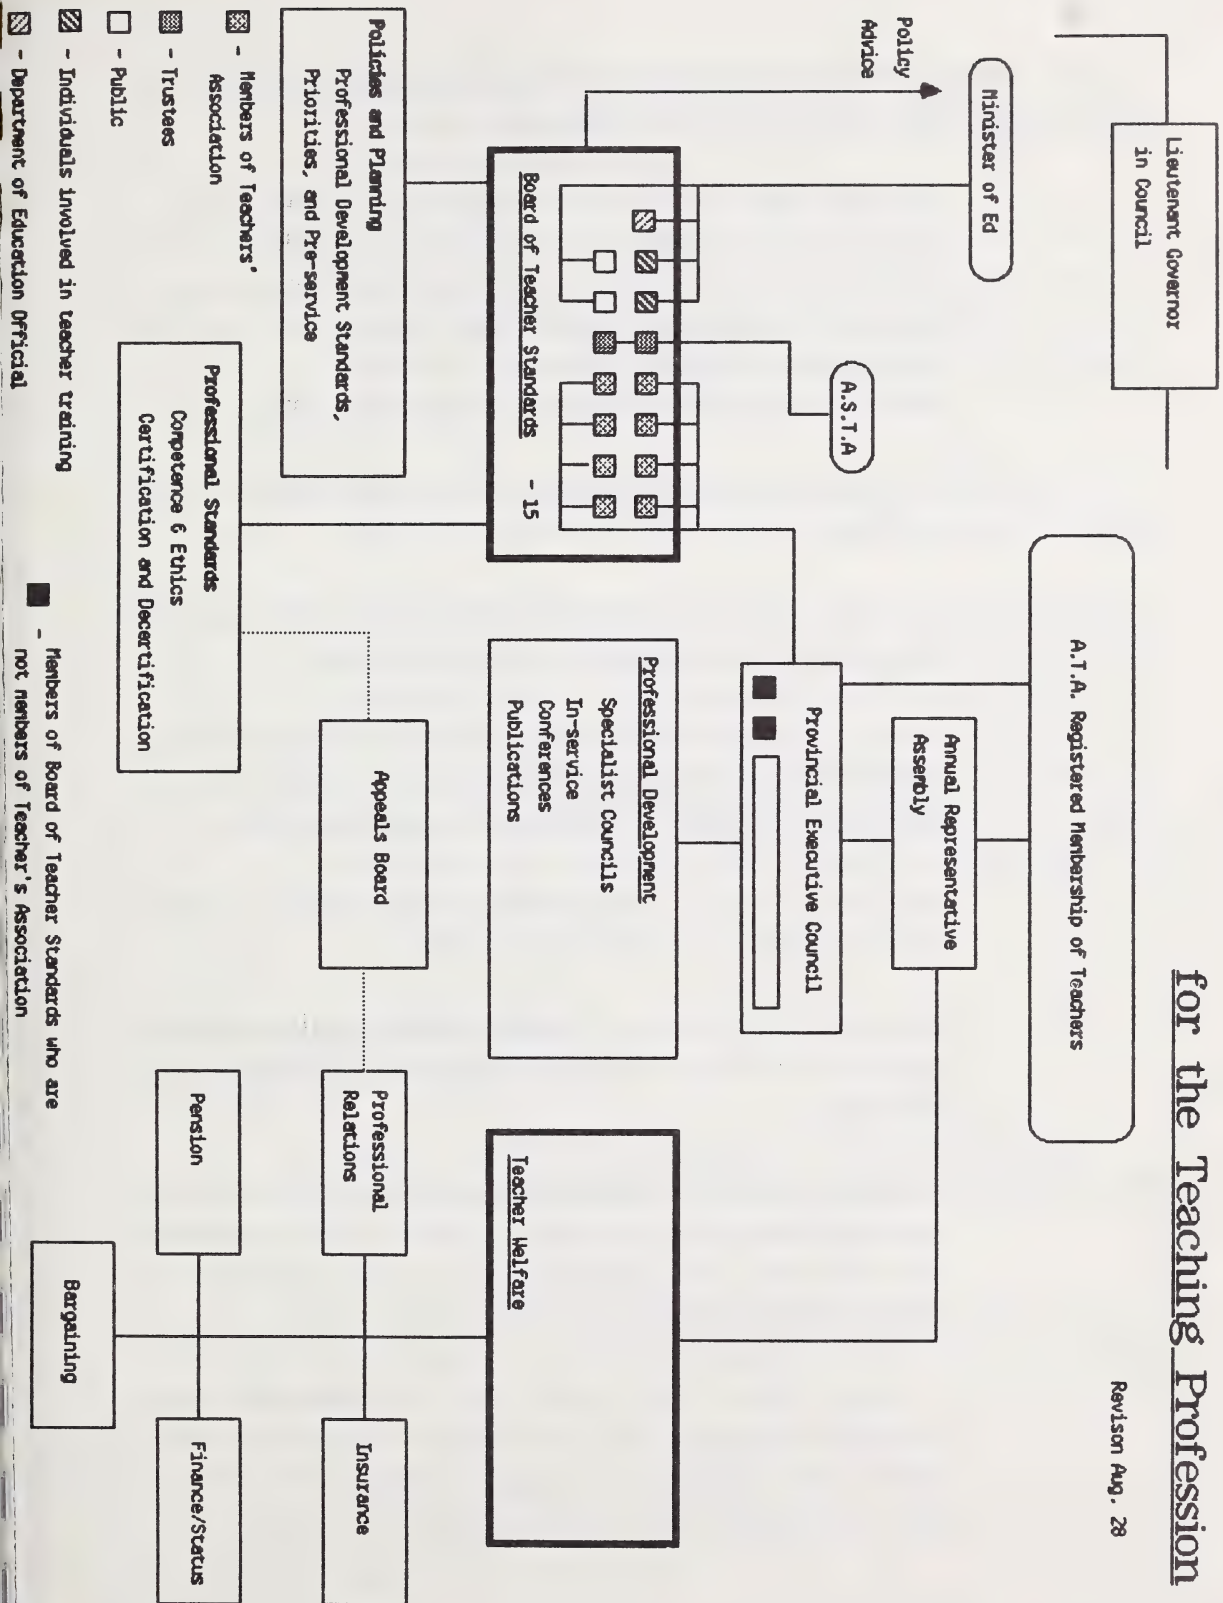 for the Teaching Profession
Revison Aug. 28
Lieutenant Governor
in Council
A.T.A. Registered Membership of Teachers
Minister of Ed
Annual Representative
Assembly
Policy
Advice
A.S.T.A
Provincial Executive Council
Board of Teacher Standards - 15
Professional Development
Specialist Councils
In-service
Conferences
Publications
Teacher Welfare
Policies and Planning
Professional Development Standards,
Priorities, and Pre-service
Appeals Board
Professional
Relations
Insurance
Professional Standards
Competence & Ethics
Certification and Decertification
Pension
Finance/Status
Bargaining
- Members of Teachers'
Association
- Trustees
- Public
- Individuals involved in teacher training
- Department of Education Official
- Members of Board of Teacher Standards who are
not members of Teacher's Association